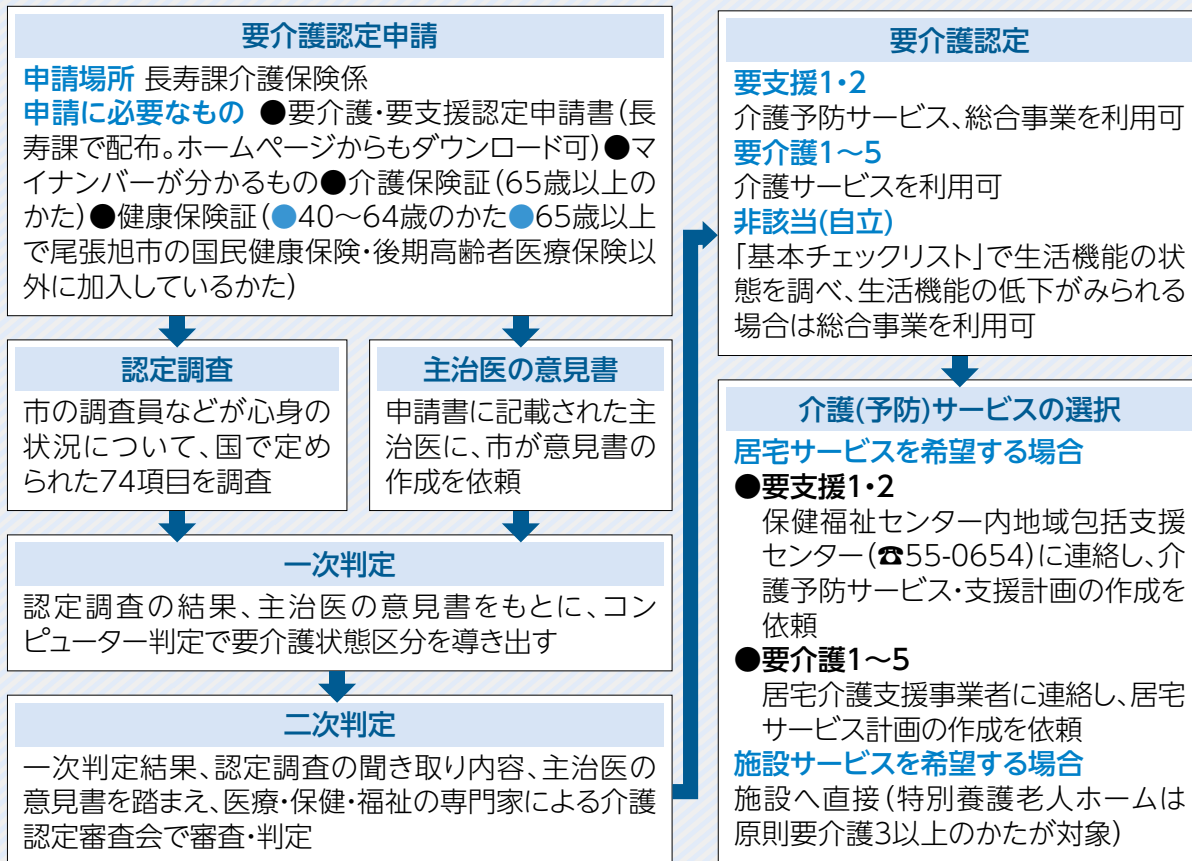 要介護認定申請
申請場所 長寿課介護保険係
申請に必要なもの ●要介護・要支援認定申請書(長
寿課で配布。ホームページからもダウンロード可)●マ
イナンバーが分かるもの●介護保険証(65歳以上の
かた)●健康保険証(●40〜64歳のかた●65歳以上
で尾張旭市の国民健康保険・後期高齢者医療保険以
外に加入しているかた)
認定調査
市の調査員などが心身の
状況について、国で定め
られた74項目を調査
主治医の意見書
申請書に記載された主
治医に、市が意見書の
作成を依頼
一次判定
認定調査の結果、主治医の意見書をもとに、コン
ピューター判定で要介護状態区分を導き出す
二次判定
一次判定結果、認定調査の聞き取り内容、主治医の
意見書を踏まえ、医療・保健・福祉の専門家による介護
認定審査会で審査・判定
要介護認定
要支援1・2
介護予防サービス、総合事業を利用可
要介護1〜5
介護サービスを利用可
非該当(自立)
「基本チェックリスト」で生活機能の状
態を調べ、生活機能の低下がみられる
場合は総合事業を利用可
介護(予防)サービスの選択
居宅サービスを希望する場合
●要支援1・2
保健福祉センター内地域包括支援
センター(☎55-0654)に連絡し、介
護予防サービス・支援計画の作成を
依頼
●要介護1〜5
居宅介護支援事業者に連絡し、居宅
サービス計画の作成を依頼
施設サービスを希望する場合
施設へ直接(特別養護老人ホームは
原則要介護3以上のかたが対象)